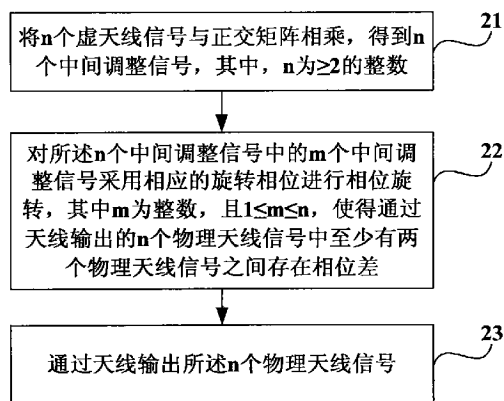 将n个虚天线信号与正交矩阵相乘，得到n
个中间调整信号，其中，n为≥2的整数
21
对所述n个中间调整信号中的m个中间调
整信号采用相应的旋转相位进行相位旋
转，其中m为整数，且1≤m≤n，使得通过
天线输出的n个物理天线信号中至少有两
个物理天线信号之间存在相位差
22
通过天线输出所述n个物理天线信号
23